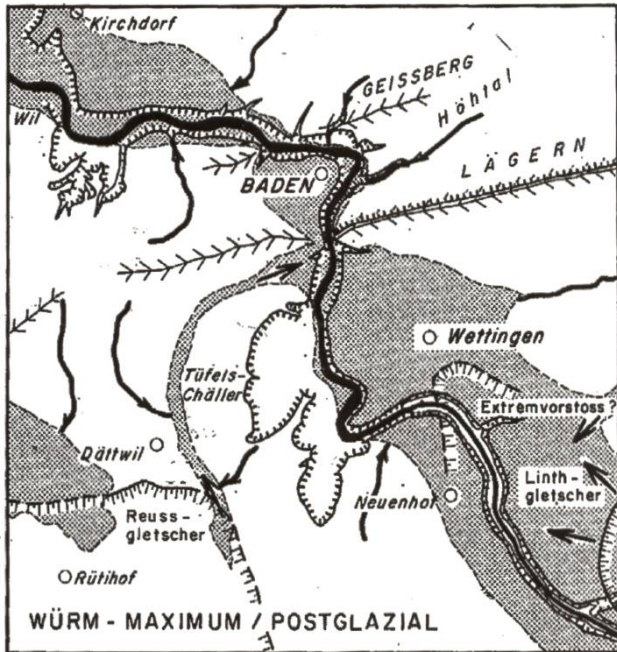 Kirchdorf
GEISSBERG
Höhtal
Wil
LÄGERN
BADEN
Wettingen
Tüfels-
Chäller
Extremvorstoss?
Dättwil
Linth-
gletscher
Neuenhof
Reuss-
gletscher
Rütihof
WÜRM - MAXIMUM / POSTGLAZIAL